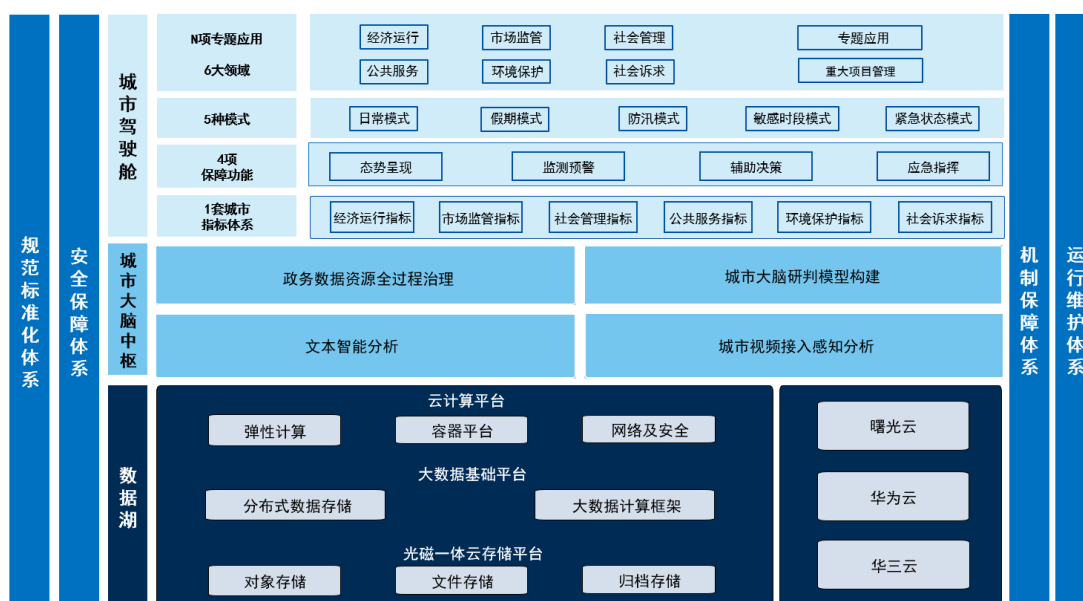 规范标准化体系
安全保障体系
城市驾驶舱
N项专题应用
6大领域
经济运行
市场监管
社会管理
专题应用
公共服务
环境保护
社会诉求
重大项目管理
5种模式
日常模式
假期模式
防汛模式
敏感时段模式
紧急状态模式
4项
保障功能
态势呈现
监测预警
辅助决策
应急指挥
1套城市
指标体系
经济运行指标
市场监管指标
社会管理指标
公共服务指标
环境保护指标
社会诉求指标
城市大脑中枢
政务数据资源全过程治理
城市大脑研判模型构建
文本智能分析
城市视频接入感知分析
数据湖
云计算平台
弹性计算
容器平台
网络及安全
大数据基础平台
分布式数据存储
大数据计算框架
光磁一体云存储平台
对象存储
文件存储
归档存储
曙光云
华为云
华三云
机制保障体系
运行维护体系